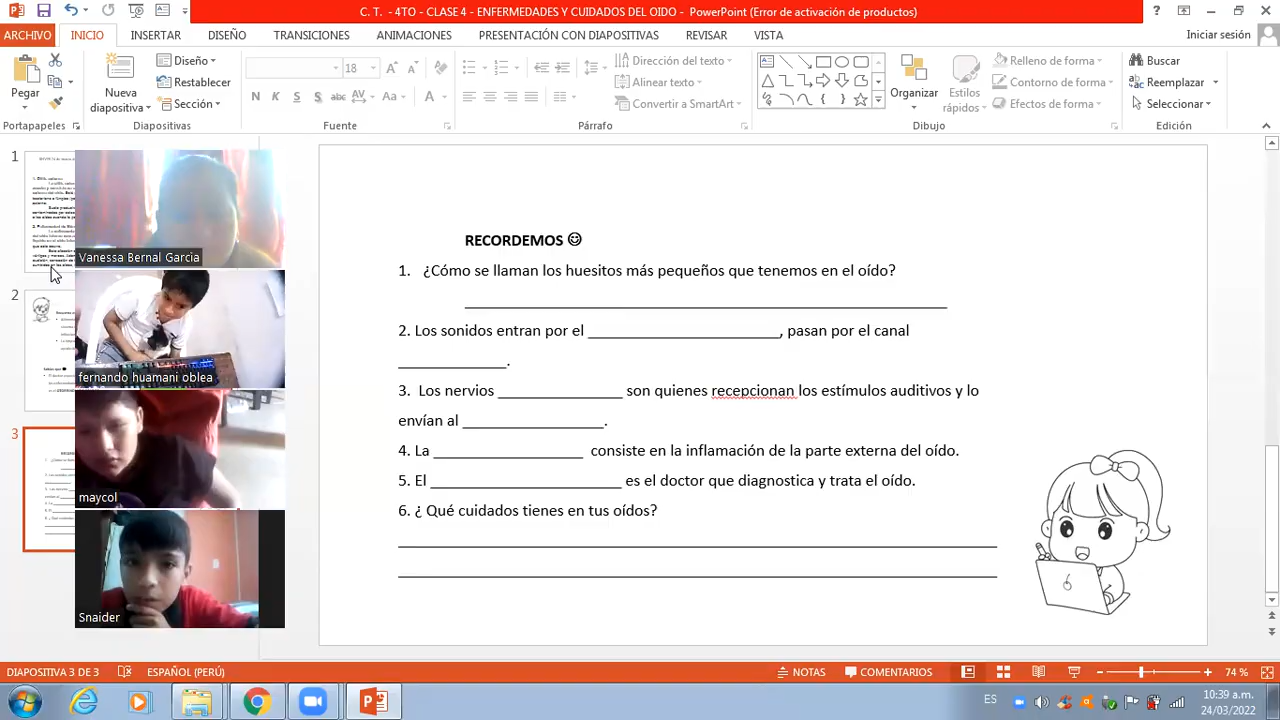 C. T. - 4TO - CLASE 4 - ENFERMEDADES Y CUIDADOS DEL OIDO - PowerPoint (Error de activación de productos)
ARCHIVO INICIO INSERTAR DISEÑO TRANSICIONES ANIMACIONES PRESENTACIÓN CON DIAPOSITIVAS REVISAR VISTA Iniciar sesión
Pegar
Nueva diapositiva
Diseño
Restablecer
Sección
18
N K S S abc AV Aa A
Dirección del texto
Alinear texto
Convertir a SmartArt
Organizar
Estilos rápidos
Relleno de forma
Contorno de forma
Efectos de forma
Buscar
Reemplazar
Seleccionar
Portapapeles Diapositivas Fuente Párrafo Dibujo Edición
1
2
3
Vanessa Bernal Garcia
fernando huamani oblea
maycol
Snaider
RECORDEMOS ☺
1. ¿Cómo se llaman los huesitos más pequeños que tenemos en el oído?
2. Los sonidos entran por el ______________________, pasan por el canal
_____________.
3. Los nervios ______________ son quienes recepcionan los estímulos auditivos y lo
envían al ________________.
4. La _________________ consiste en la inflamación de la parte externa del oído.
5. El ______________________ es el doctor que diagnostica y trata el oído.
6. ¿ Qué cuidados tienes en tus oídos?
DIAPOSITIVA 3 DE 3 ESPAÑOL (PERÚ) NOTAS COMENTARIOS 74 %
ES
10:39 a.m.
24/03/2022